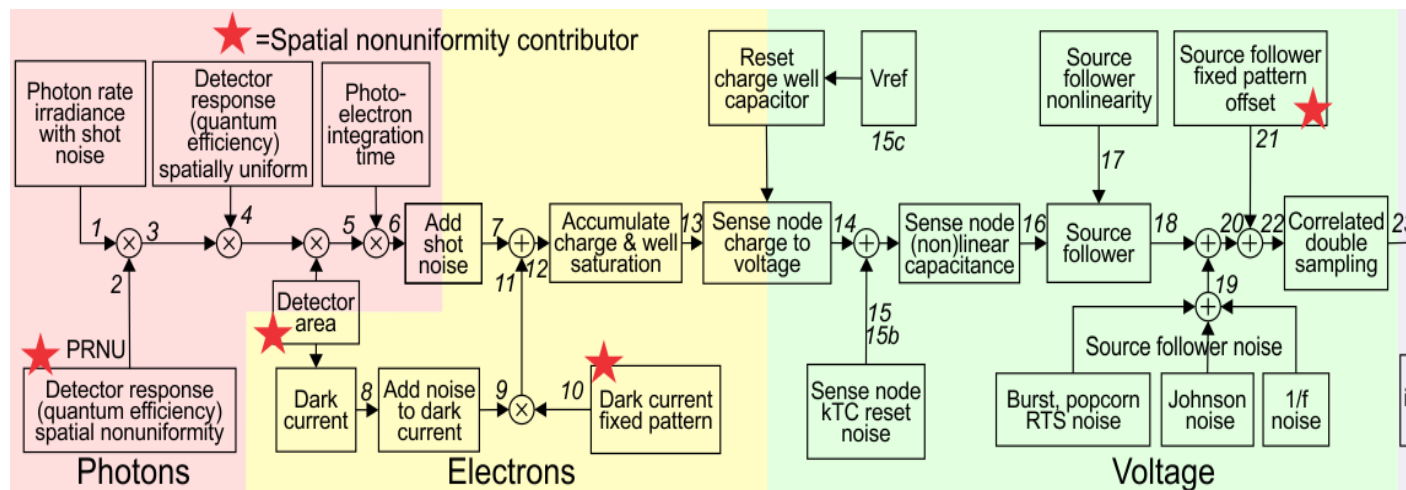 =Spatial nonuniformity contributor
Photon rate
irradiance
with shot
noise
Detector
response
(quantum
efficiency)
spatially uniform
Photo-
electron
integration
time
Reset
charge well
capacitor
Vref
15c
Source
follower
nonlinearity
Source follower
fixed pattern
offset
17
21
1
3
4
5
6
Add
shot
noise
7
12
Accumulate
charge & well
saturation
13
Sense node
charge to
voltage
14
Sense node
(non)linear
capacitance
16
Source
follower
18
20
22
Correlated
double
sampling
23
2
11
19
Detector
area
15
15b
PRNU
Detector response
(quantum efficiency)
spatial nonuniformity
Dark
current
8
Add noise
to dark
current
9
10
Dark current
fixed pattern
Sense node
kTC reset
noise
Source follower noise
Burst, popcorn
RTS noise
Johnson
noise
1/f
noise
Photons
Electrons
Voltage